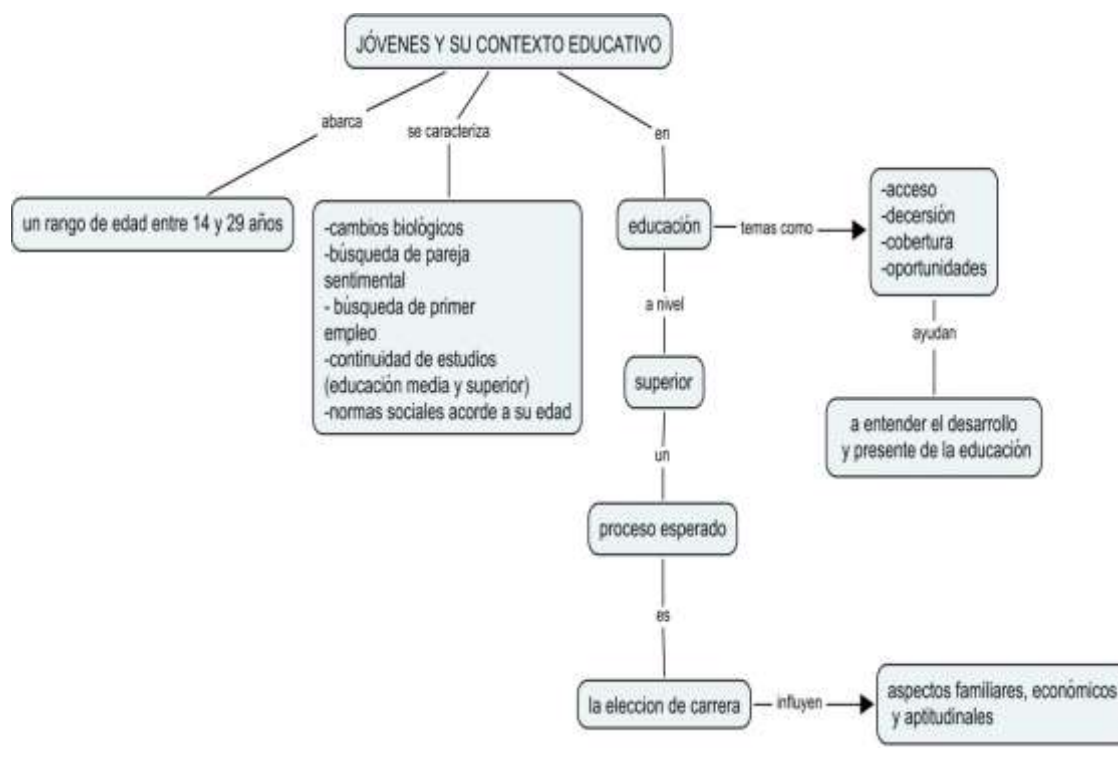 JÓVENES Y SU CONTEXTO EDUCATIVO
abarca
se caracteriza
en
un rango de edad entre 14 y 29 años
-cambios biológicos
-búsqueda de pareja
sentimental
- búsqueda de primer
empleo
-continuidad de estudios
(educación media y superior)
-normas sociales acorde a su edad
educación
temas como
-acceso
-decersión
-cobertura
-oportunidades
a nivel
ayudan
superior
a entender el desarrollo
y presente de la educación
un
proceso esperado
es
la eleccion de carrera
influyen
aspectos familiares, económicos
y aptitudinales